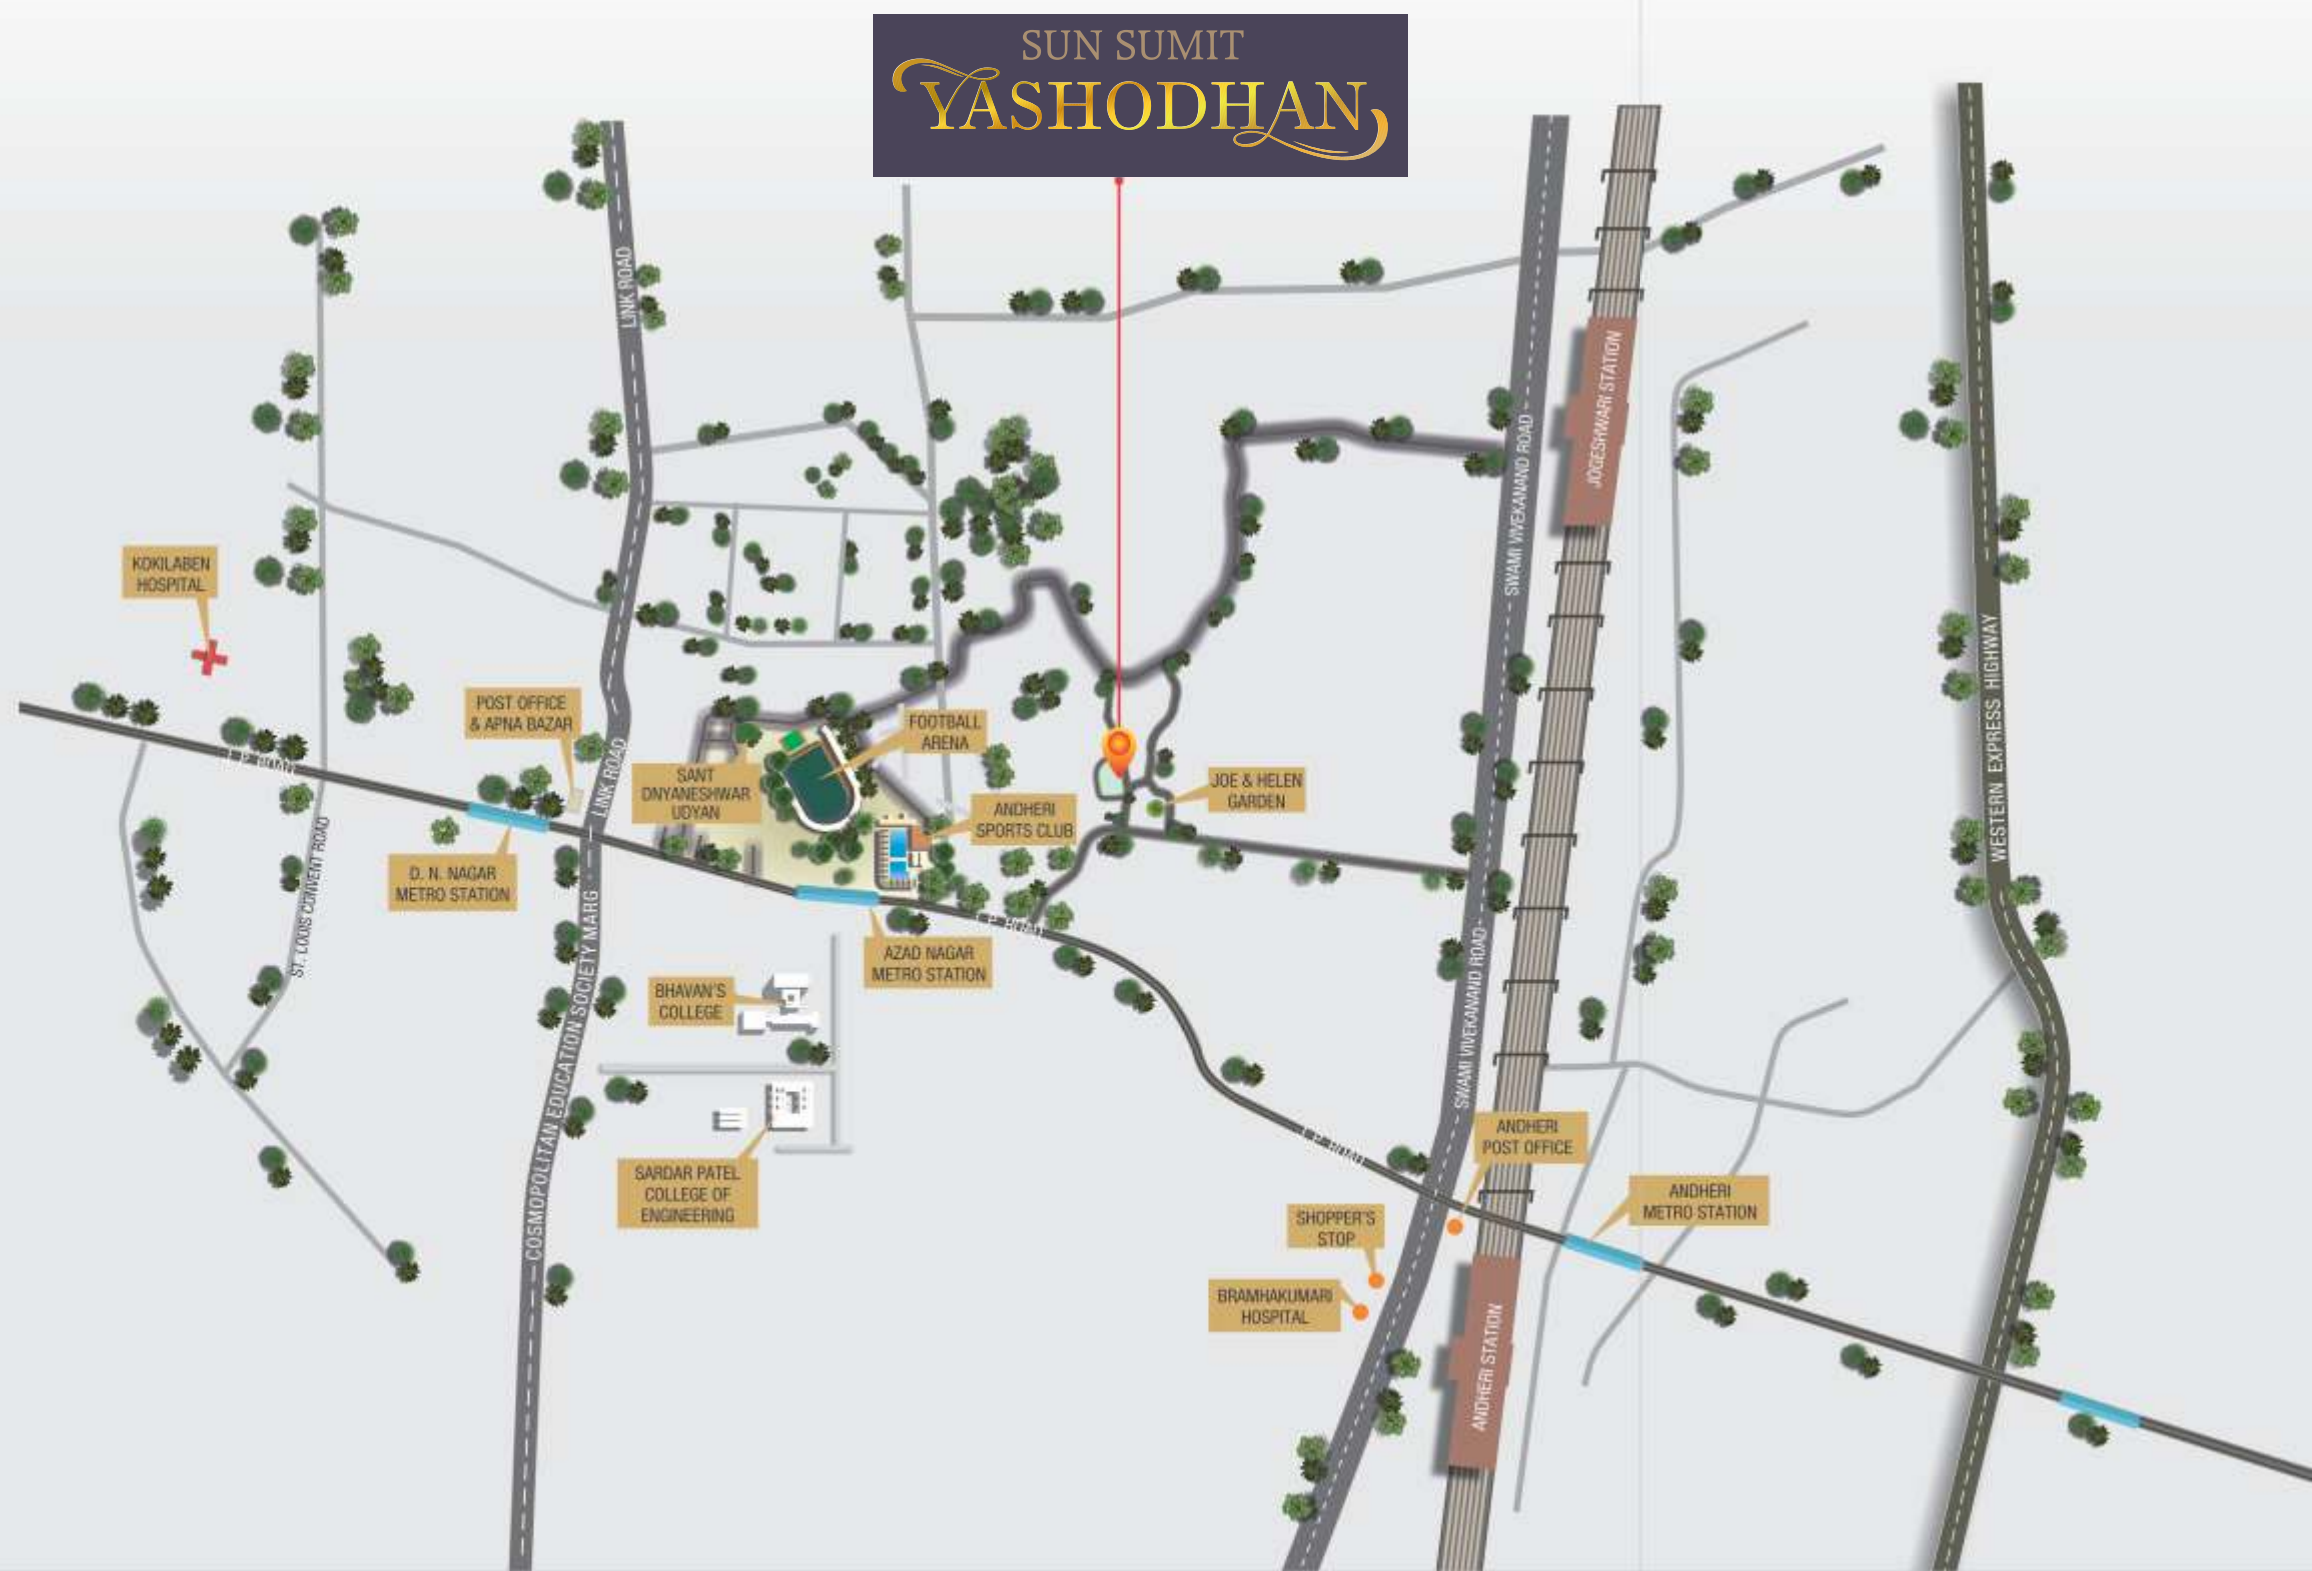 SUN SUMIT
YASHODHAN
LINK ROAD
JOGESHWARI STATION
SWAMI VIVEKANAND ROAD
KOKILABEN
HOSPITAL
WESTERN EXPRESS HIGHWAY
POST OFFICE
& APNA BAZAR
FOOTBALL
ARENA
J.P. ROAD
LINK ROAD
SANT
DNYANESHWAR
UDYAN
JOE & HELEN
GARDEN
ANDHERI
SPORTS CLUB
ST. LOUIS CONVENT ROAD
D. N. NAGAR
METRO STATION
J.P. ROAD
AZAD NAGAR
METRO STATION
COSMOPOLITAN EDUCATION SOCIETY MARG
BHAVAN'S
COLLEGE
SWAMI VIVEKANAND ROAD
J.P. ROAD
ANDHERI
POST OFFICE
SARDAR PATEL
COLLEGE OF
ENGINEERING
ANDHERI
METRO STATION
SHOPPER'S
STOP
BRAMHAKUMARI
HOSPITAL
ANDHERI STATION